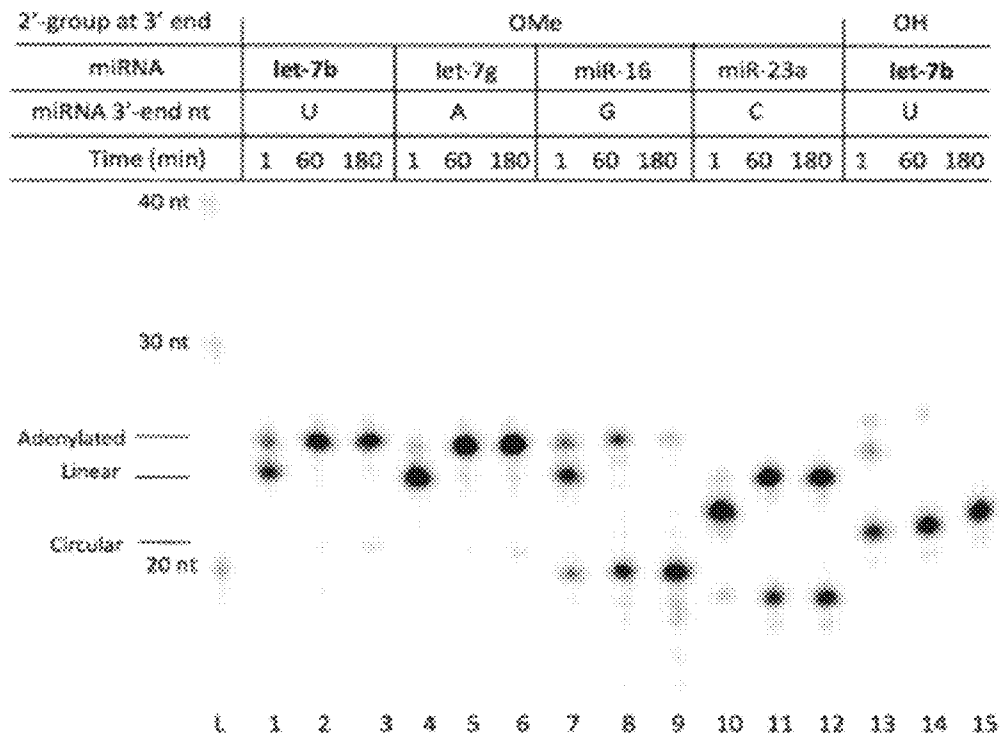 2'-group at 3' end OMe OH
miRNA let-7b let-7g miR-16 miR-23a let-7b
miRNA 3'-end nt U A G C U
Time (min) 1 60 180 1 60 180 1 60 180 1 60 180 1 60 180
40 nt
30 nt
Adenylated
Linear
Circular
20 nt
L 1 2 3 4 5 6 7 8 9 10 11 12 13 14 15